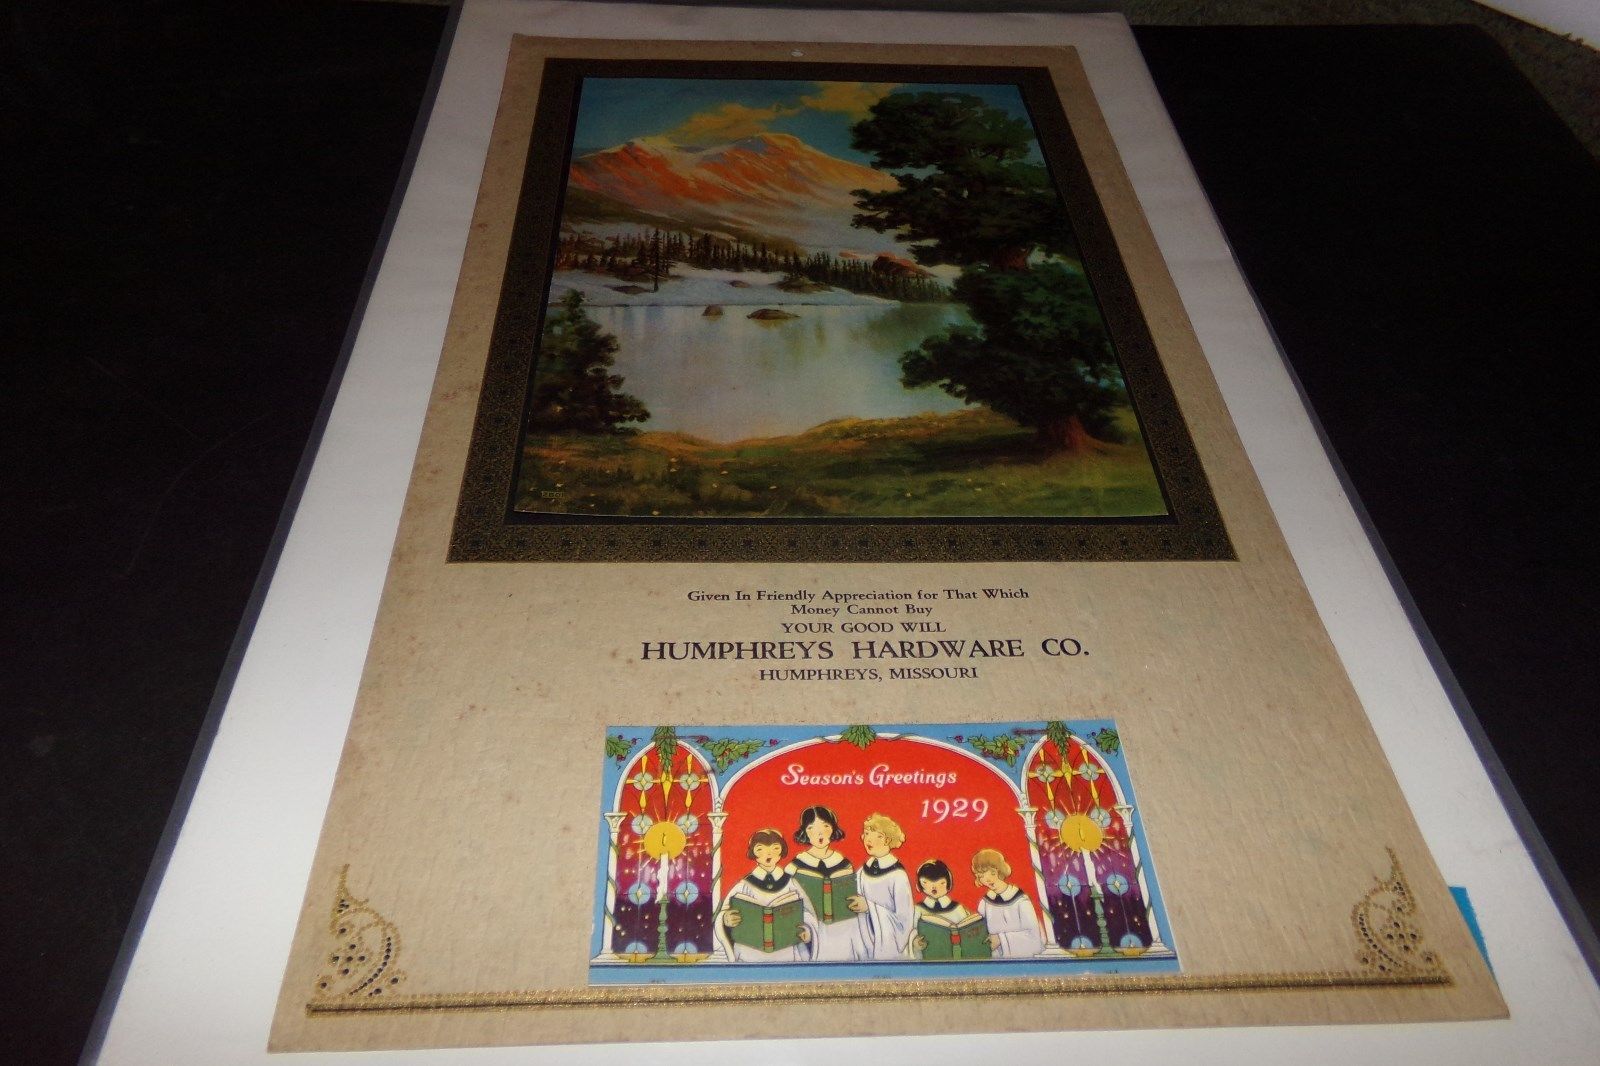 Given In Friendly Appreciation for That Which
Money Cannot Buy
YOUR GOOD WILL
HUMPHREYS HARDWARE CO.
HUMPHREYS, MISSOURI
Season's Greetings
1929